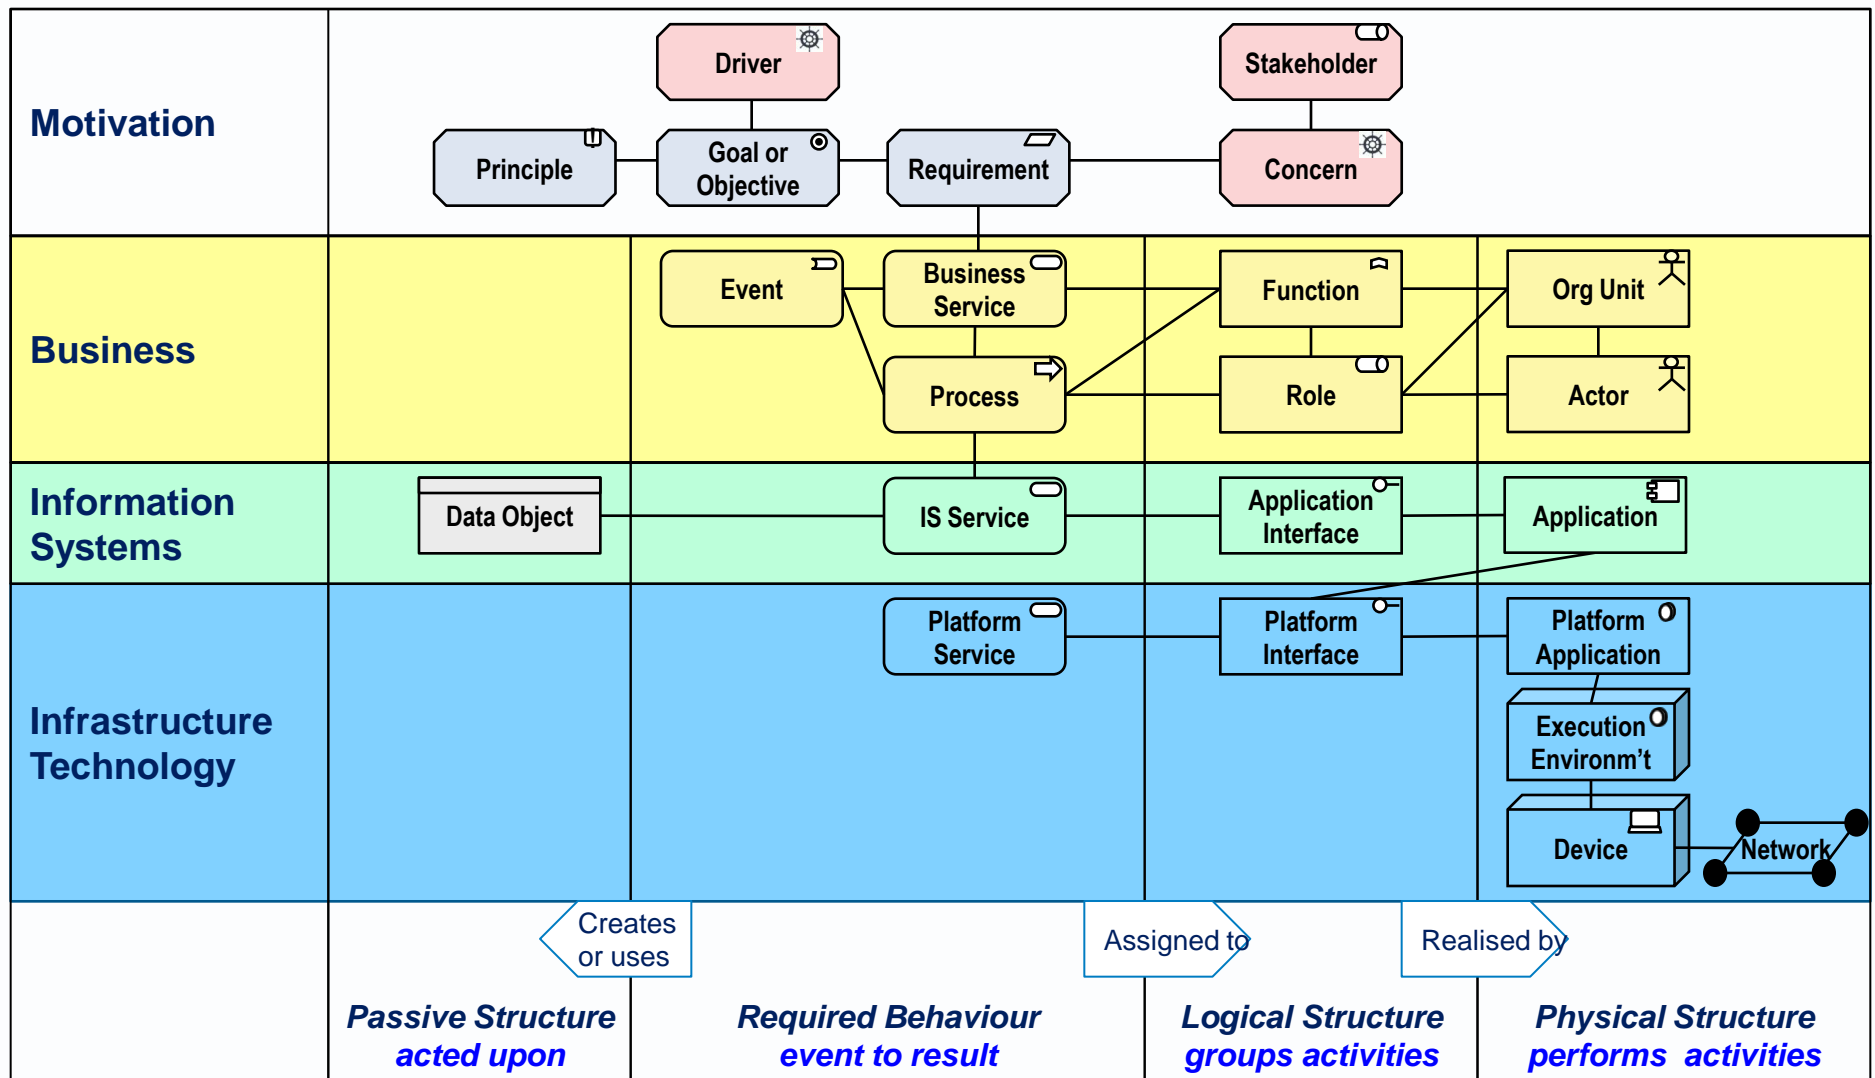 Motivation
Driver
Stakeholder
Principle
Goal or
Objective
Requirement
Concern
Business
Event
Business
Service
Function
Org Unit
Process
Role
Actor
Information
Systems
Data Object
IS Service
Application
Interface
Application
Infrastructure
Technology
Platform
Service
Platform
Interface
Platform
Application
Execution
Environm't
Device
Network
Creates
or uses
Assigned to
Realised by
Passive Structure
acted upon
Required Behaviour
event to result
Logical Structure
groups activities
Physical Structure
performs activities